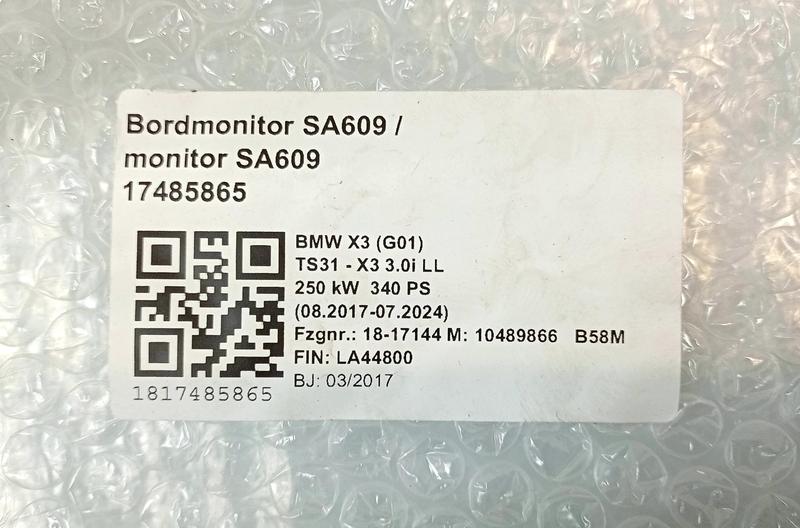 Bordmonitor SA609 /
monitor SA609
17485865
BMW X3 (G01)
TS31 - X3 3.0i LL
250 kW 340 PS
(08.2017-07.2024)
Fzgnr.: 18-17144 M: 10489866 B58M
FIN: LA44800
BJ: 03/2017
1817485865